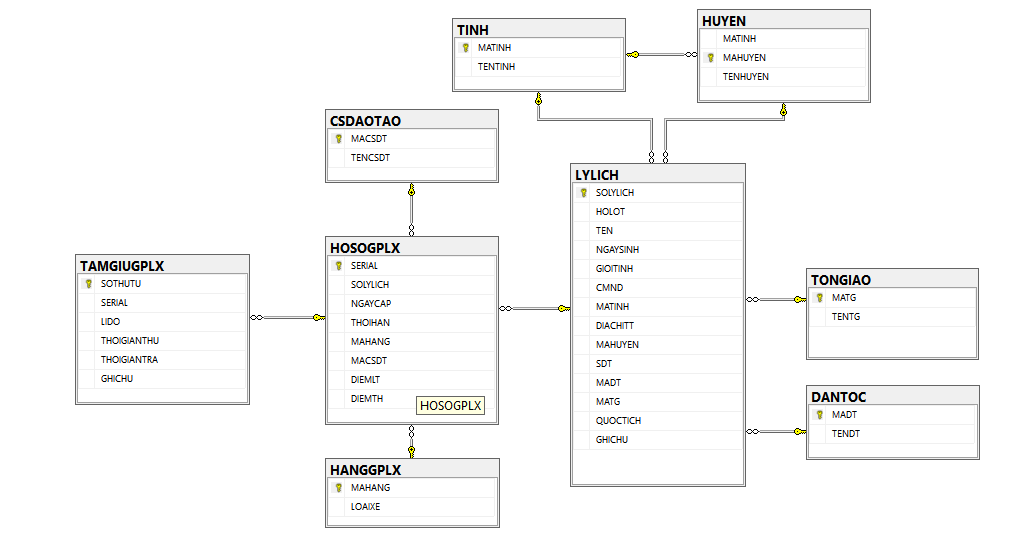 TINH
MATINH
TENTINH
HUYEN
MATINH
MAHUYEN
TENHUYEN
CSDAOTAO
MACSDT
TENCSDT
LYLICH
SOLYLICH
HOLOT
TEN
NGAYSINH
GIOITINH
CMND
MATINH
DIACHITT
MAHUYEN
SDT
MADT
MATG
QUOCTICH
GHICHU
TAMGIUGPLX
SOTHUTU
SERIAL
LIDO
THOIGIANTHU
THOIGIANTRA
GHICHU
HOSOGPLX
SERIAL
SOLYLICH
NGAYCAP
THOIHAN
MAHANG
MACSDT
DIEMLT
DIEMTH
HOSOGPLX
TONGIAO
MATG
TENTG
DANTOC
MADT
TENDT
HANGGPLX
MAHANG
LOAIXE